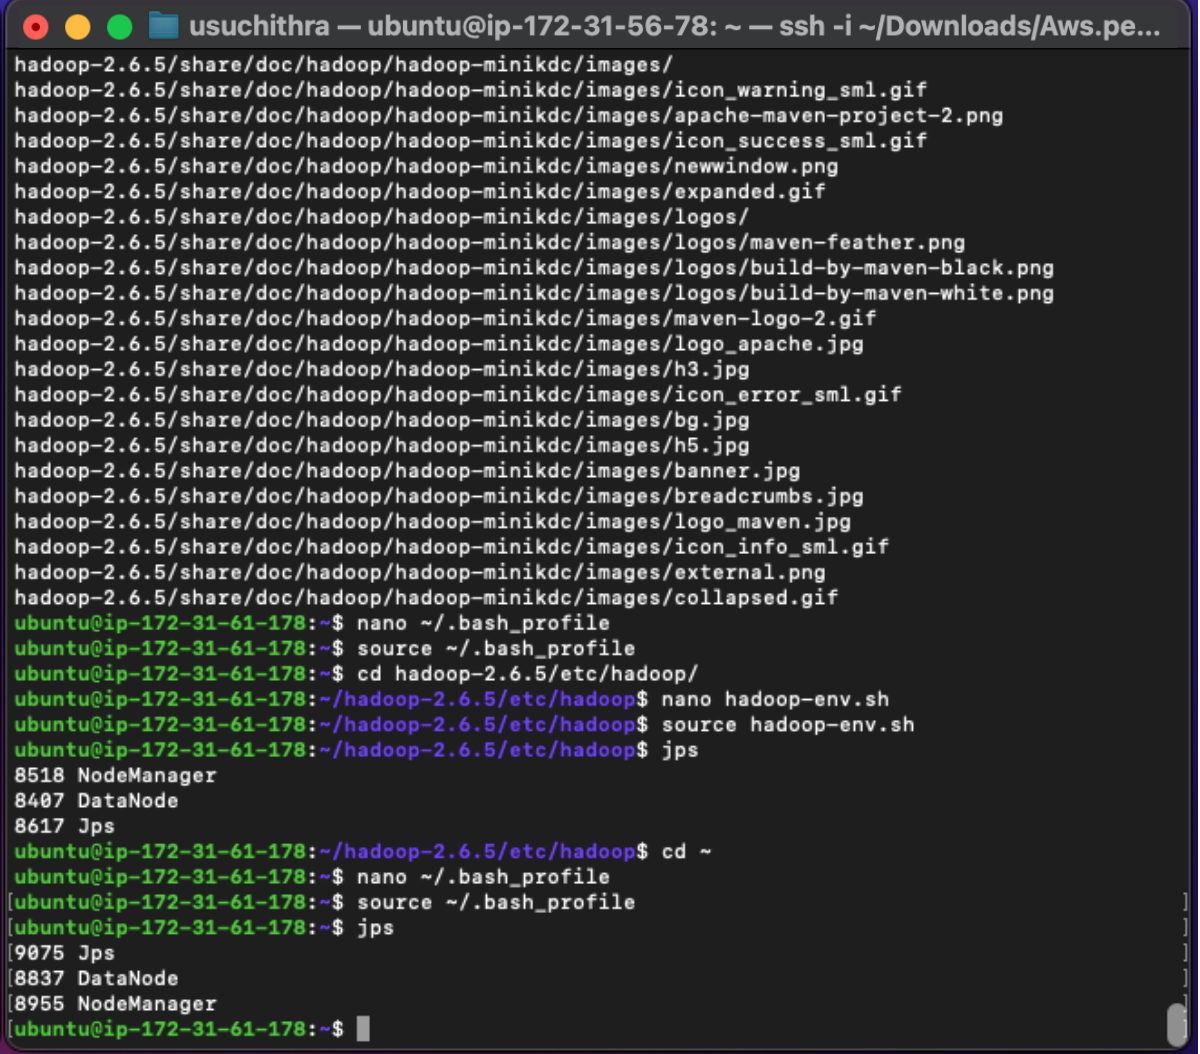 usuchithra — ubuntu@ip-172-31-56-78: ~ — ssh -i ~/Downloads/Aws.pe...
hadoop-2.6.5/share/doc/hadoop/hadoop-minikdc/images/
hadoop-2.6.5/share/doc/hadoop/hadoop-minikdc/images/icon_warning_sml.gif
hadoop-2.6.5/share/doc/hadoop/hadoop-minikdc/images/apache-maven-project-2.png
hadoop-2.6.5/share/doc/hadoop/hadoop-minikdc/images/icon_success_sml.gif
hadoop-2.6.5/share/doc/hadoop/hadoop-minikdc/images/newwindow.png
hadoop-2.6.5/share/doc/hadoop/hadoop-minikdc/images/expanded.gif
hadoop-2.6.5/share/doc/hadoop/hadoop-minikdc/images/logos/
hadoop-2.6.5/share/doc/hadoop/hadoop-minikdc/images/logos/maven-feather.png
hadoop-2.6.5/share/doc/hadoop/hadoop-minikdc/images/logos/build-by-maven-black.png
hadoop-2.6.5/share/doc/hadoop/hadoop-minikdc/images/logos/build-by-maven-white.png
hadoop-2.6.5/share/doc/hadoop/hadoop-minikdc/images/maven-logo-2.gif
hadoop-2.6.5/share/doc/hadoop/hadoop-minikdc/images/logo_apache.jpg
hadoop-2.6.5/share/doc/hadoop/hadoop-minikdc/images/h3.jpg
hadoop-2.6.5/share/doc/hadoop/hadoop-minikdc/images/icon_error_sml.gif
hadoop-2.6.5/share/doc/hadoop/hadoop-minikdc/images/bg.jpg
hadoop-2.6.5/share/doc/hadoop/hadoop-minikdc/images/h5.jpg
hadoop-2.6.5/share/doc/hadoop/hadoop-minikdc/images/banner.jpg
hadoop-2.6.5/share/doc/hadoop/hadoop-minikdc/images/breadcrumbs.jpg
hadoop-2.6.5/share/doc/hadoop/hadoop-minikdc/images/logo_maven.jpg
hadoop-2.6.5/share/doc/hadoop/hadoop-minikdc/images/icon_info_sml.gif
hadoop-2.6.5/share/doc/hadoop/hadoop-minikdc/images/external.png
hadoop-2.6.5/share/doc/hadoop/hadoop-minikdc/images/collapsed.gif
ubuntu@ip-172-31-61-178:~$ nano ~/.bash_profile
ubuntu@ip-172-31-61-178:~$ source ~/.bash_profile
ubuntu@ip-172-31-61-178:~$ cd hadoop-2.6.5/etc/hadoop/
ubuntu@ip-172-31-61-178:~/hadoop-2.6.5/etc/hadoop$ nano hadoop-env.sh
ubuntu@ip-172-31-61-178:~/hadoop-2.6.5/etc/hadoop$ source hadoop-env.sh
ubuntu@ip-172-31-61-178:~/hadoop-2.6.5/etc/hadoop$ jps
8518 NodeManager
8407 DataNode
8617 Jps
ubuntu@ip-172-31-61-178:~/hadoop-2.6.5/etc/hadoop$ cd ~
ubuntu@ip-172-31-61-178:~$ nano ~/.bash_profile
[ubuntu@ip-172-31-61-178:~$ source ~/.bash_profile ]
[ubuntu@ip-172-31-61-178:~$ jps ]
[9075 Jps ]
[8837 DataNode ]
[8955 NodeManager ]
[ubuntu@ip-172-31-61-178:~$ ]